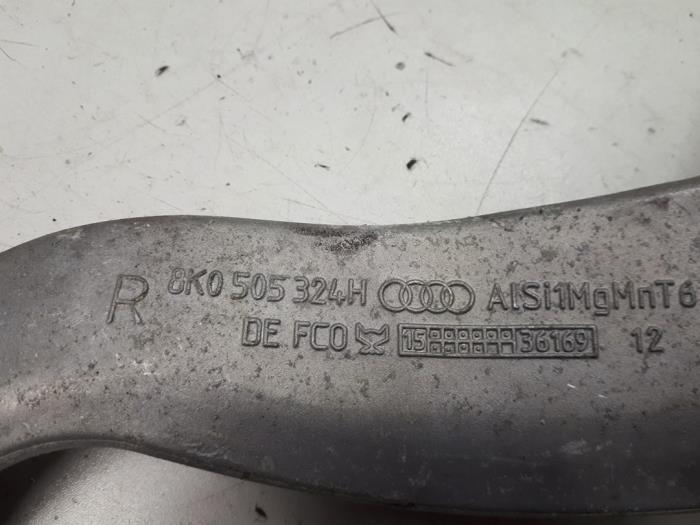 R 8K0 505 324H AlSi1MgMnT6
DE FCO 15 36169 12